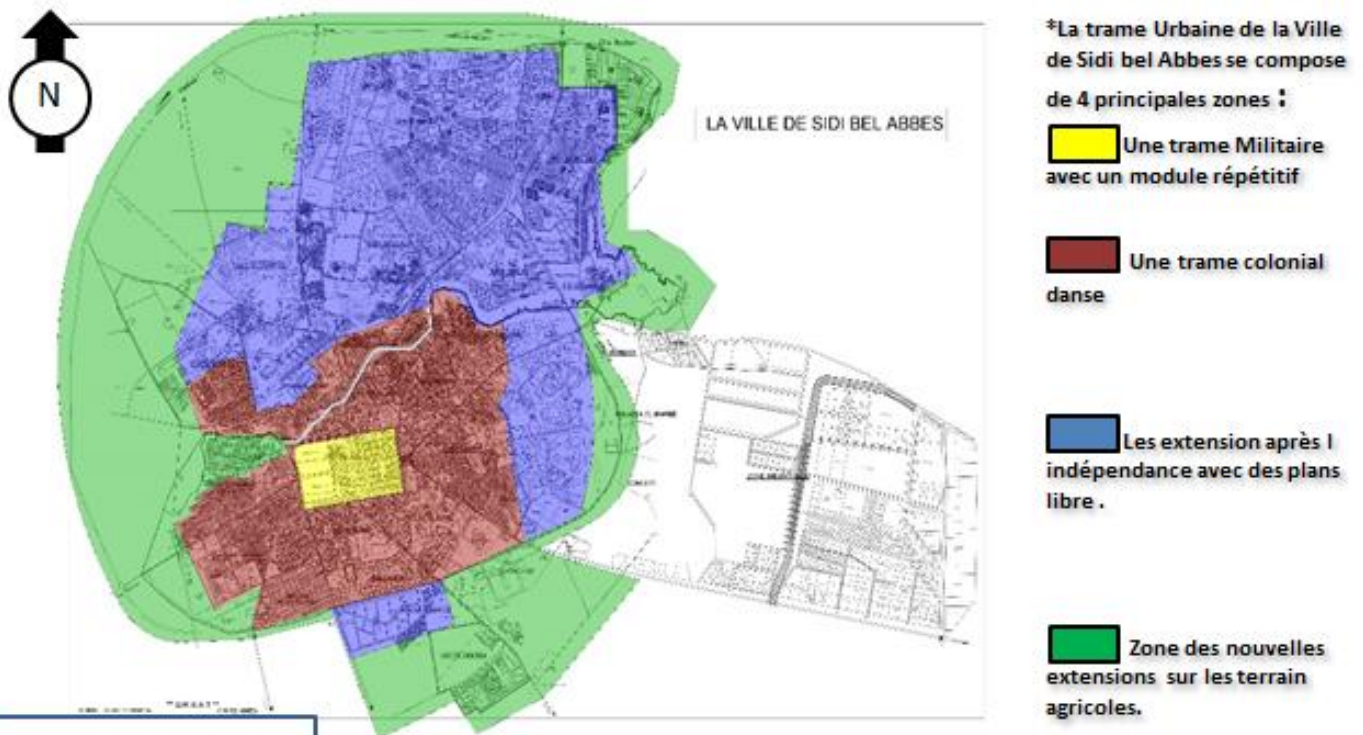 N
LA VILLE DE SIDI BEL ABBES
*La trame Urbaine de la Ville
de Sidi bel Abbes se compose
de 4 principales zones :
Une trame Militaire
avec un module répétitif
Une trame colonial
danse
Les extension après l
indépendance avec des plans
libre .
Zone des nouvelles
extensions sur les terrain
agricoles.